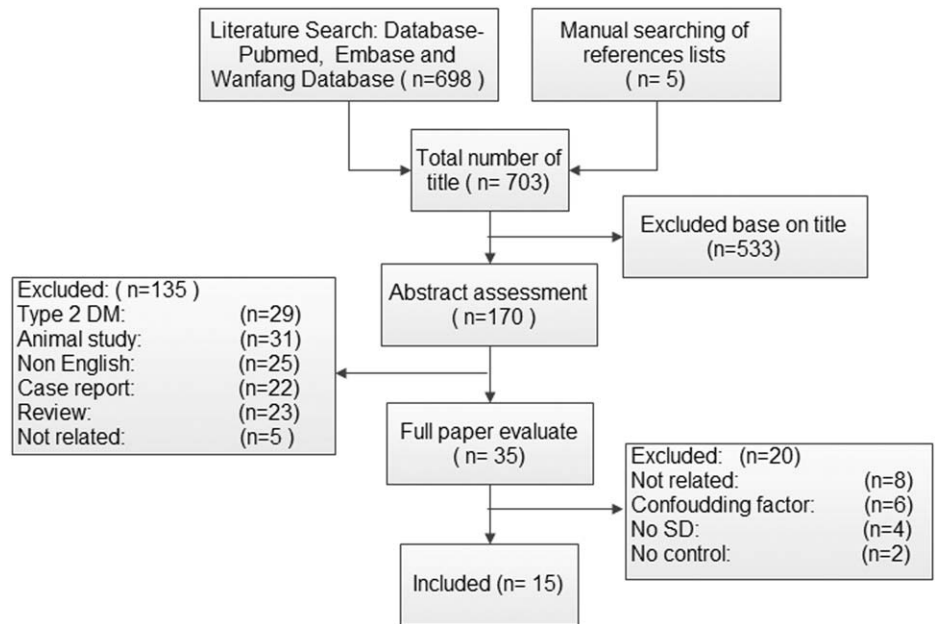 Literature Search: Database-
Pubmed, Embase and
Wanfang Database ( n=698 )
Manual searching of
references lists
( n= 5)
Total number of
title ( n= 703)
Excluded base on title
(n=533)
Abstract assessment
( n=170 )
Excluded: ( n=135 )
Type 2 DM: (n=29)
Animal study: (n=31)
Non English: (n=25)
Case report: (n=22)
Review: (n=23)
Not related: (n=5 )
Full paper evaluate
( n= 35)
Excluded: (n=20)
Not related: (n=8)
Confoudding factor: (n=6)
No SD: (n=4)
No control: (n=2)
Included (n= 15)